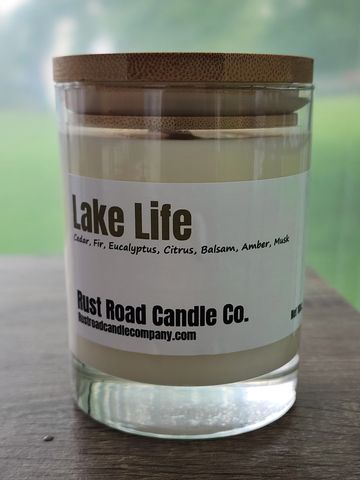 Lake Life
Cedar, Fir, Eucalyptus, Citrus, Balsam, Amber, Musk
Rust Road Candle Co.
Rustroadcandlecompany.com